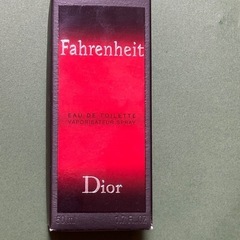 Fahrenheit
EAU DE TOILETTE
VAPORISATEUR SPRAY
Dior